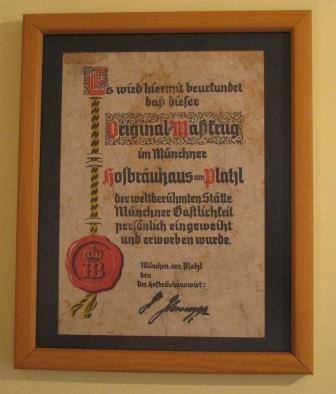 Es wird hiermit beurkundet
daß dieser
Original-Maßkrug
im Münchner
Hofbräuhaus am Platzl
der weltberühmten Stätte
Münchner Gastlichkeit
persönlich eingeweiht
und erworben wurde.
München, am Platzl
den
Der Hofbräuhauswirt:
HB